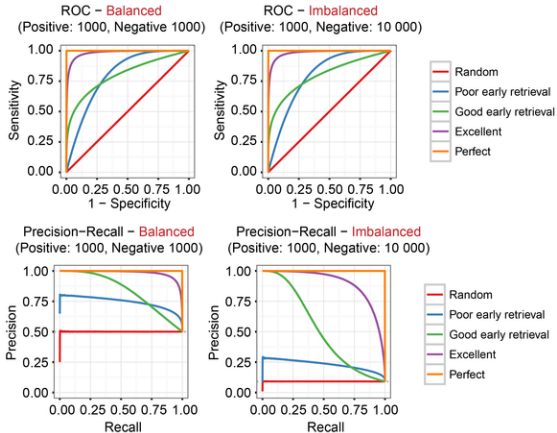 ROC – Balanced
(Positive: 1000, Negative 1000)
ROC – Imbalanced
(Positive: 1000, Negative: 10 000)
Sensitivity
1.00
0.75
0.50
0.25
0.00
0.00 0.25 0.50 0.75 1.00
1 – Specificity
Sensitivity
1.00
0.75
0.50
0.25
0.00
0.00 0.25 0.50 0.75 1.00
1 – Specificity
Random
Poor early retrieval
Good early retrieval
Excellent
Perfect
Precision–Recall – Balanced
(Positive: 1000, Negative 1000)
Precision–Recall – Imbalanced
(Positive: 1000, Negative: 10 000)
Precision
1.00
0.75
0.50
0.25
0.00
0.00 0.25 0.50 0.75 1.00
Recall
Precision
1.00
0.75
0.50
0.25
0.00
0.00 0.25 0.50 0.75 1.00
Recall
Random
Poor early retrieval
Good early retrieval
Excellent
Perfect